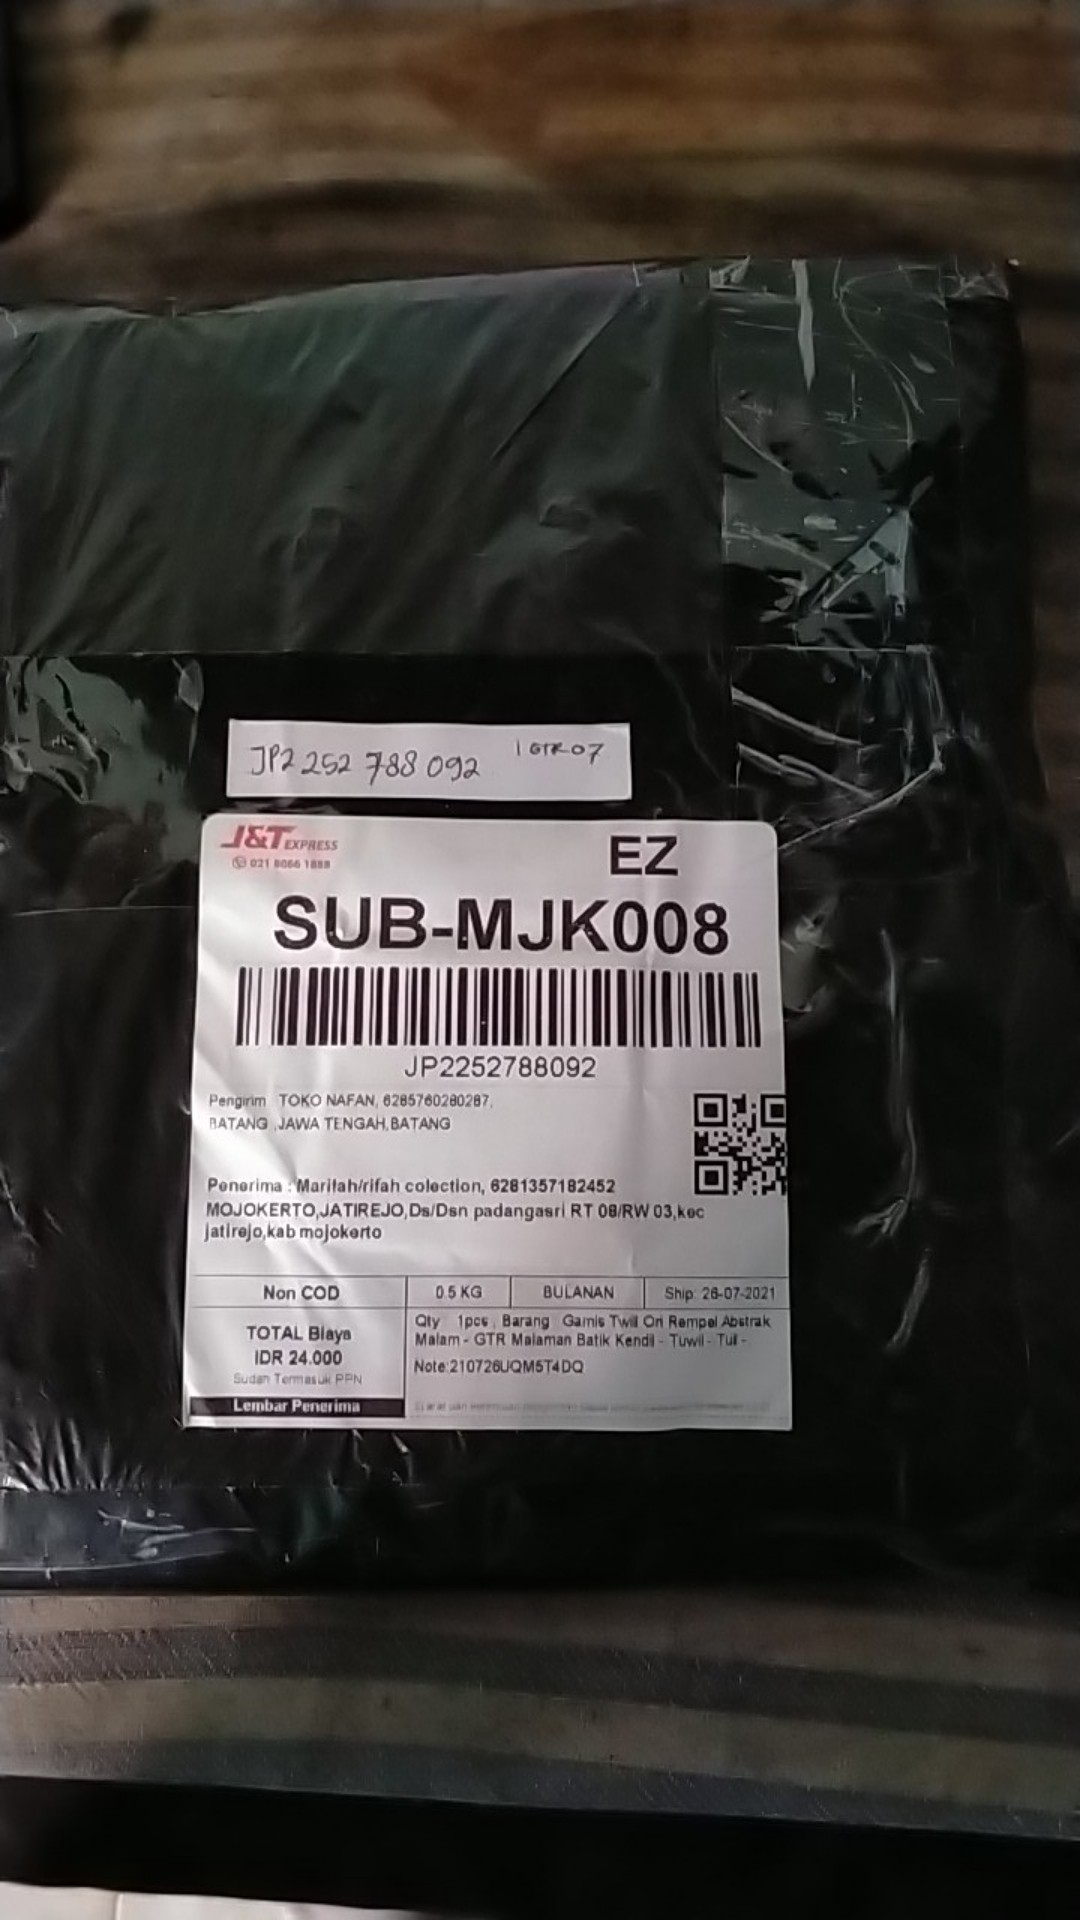 JP2 252 788 092 1 GTR 07
J&T EXPRESS
021 8066 1888
EZ
SUB-MJK008
JP2252788092
Pengirim TOKO NAFAN, 6285760280287,
BATANG ,JAWA TENGAH,BATANG
Penerima : Marifah/rifah colection, 6281357182452
MOJOKERTO,JATIREJO,Ds/Dsn padangasri RT 08/RW 03,kec
jatirejo,kab mojokerto
Non COD 0.5 KG BULANAN Ship: 26-07-2021
TOTAL Biaya
IDR 24.000
Sudah Termasuk PPN
Lembar Penerima
Qty 1pcs , Barang Gamis Twill Ori Rempel Abstrak
Malam - GTR Malaman Batik Kendil - Tuwil - Tuil -
Note:210726UQM5T4DQ